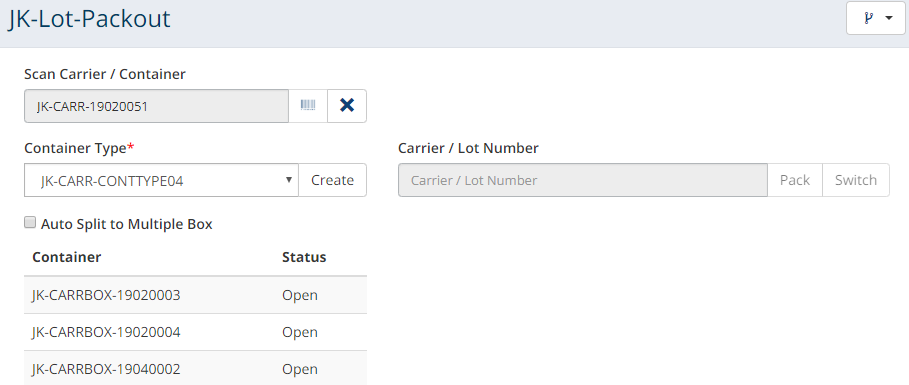 JK-Lot-Packout
Scan Carrier / Container
JK-CARR-19020051
Container Type* Carrier / Lot Number
JK-CARR-CONTTYPE04 Create Carrier / Lot Number Pack Switch
Auto Split to Multiple Box
Container Status
JK-CARRBOX-19020003 Open
JK-CARRBOX-19020004 Open
JK-CARRBOX-19040002 Open